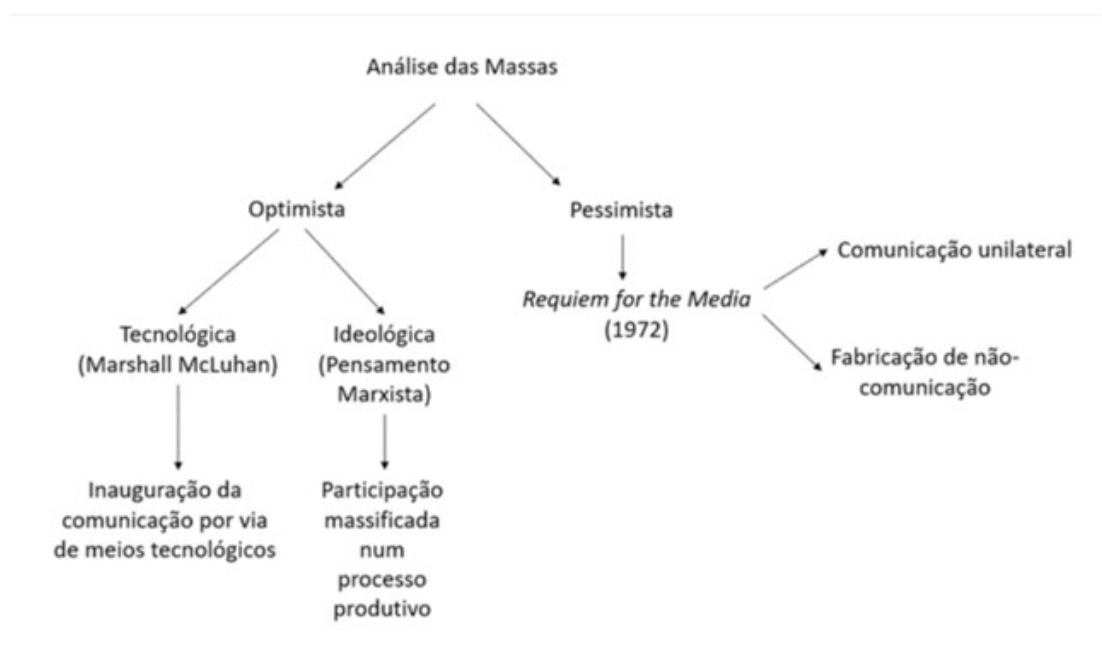 Análise das Massas
Optimista
Pessimista
Tecnológica
(Marshall McLuhan)
Ideológica
(Pensamento
Marxista)
Requiem for the Media
(1972)
Comunicação unilateral
Fabricação de não-
comunicação
Inauguração da
comunicação por via
de meios tecnológicos
Participação
massificada
num
processo
produtivo